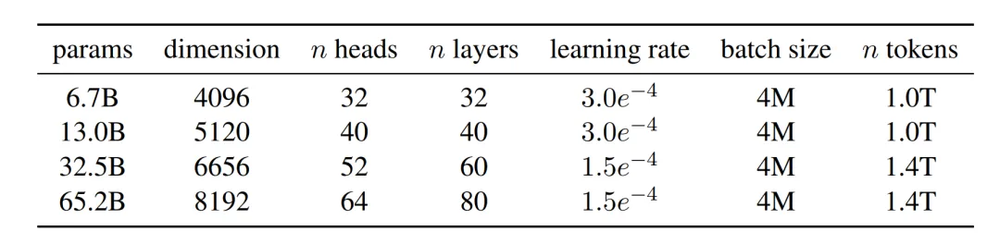 params dimension n heads n layers learning rate batch size n tokens
6.7B 4096 32 32 3.0e⁻⁴ 4M 1.0T
13.0B 5120 40 40 3.0e⁻⁴ 4M 1.0T
32.5B 6656 52 60 1.5e⁻⁴ 4M 1.4T
65.2B 8192 64 80 1.5e⁻⁴ 4M 1.4T